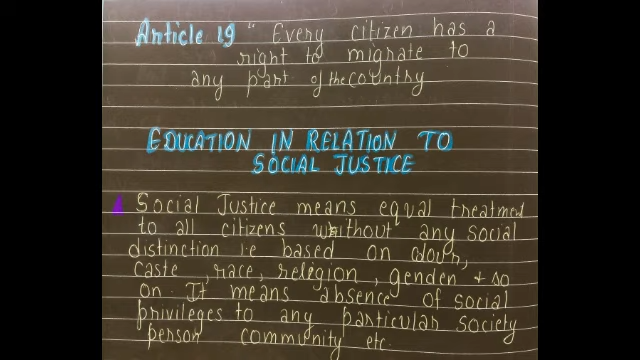 Article 19 " Every citizen has a
right to migrate to
any part of the country
EDUCATION IN RELATION TO
SOCIAL JUSTICE
Social Justice means equal treatment
to all citizens without any social
distinction i.e based on colour,
caste, race, religion, gender & so
on. It means absence of social
privileges to any particular society
person community etc.